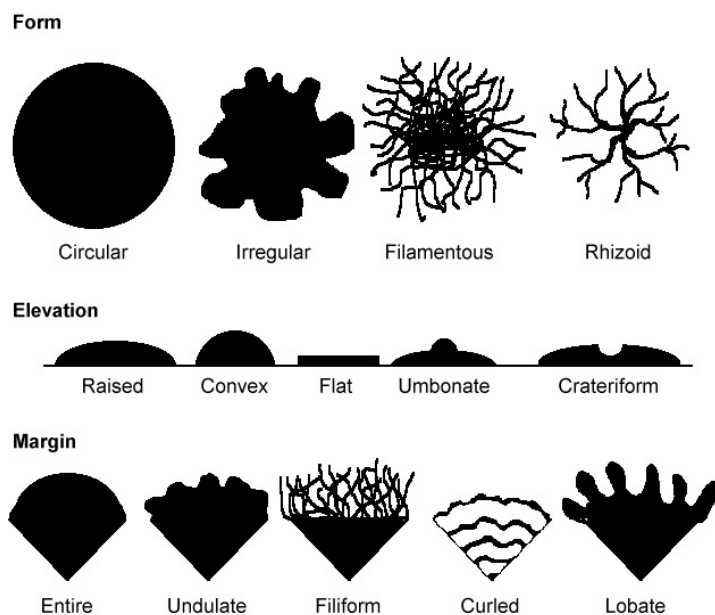 Form
Circular Irregular Filamentous Rhizoid
Elevation
Raised Convex Flat Umbonate Crateriform
Margin
Entire Undulate Filiform Curled Lobate